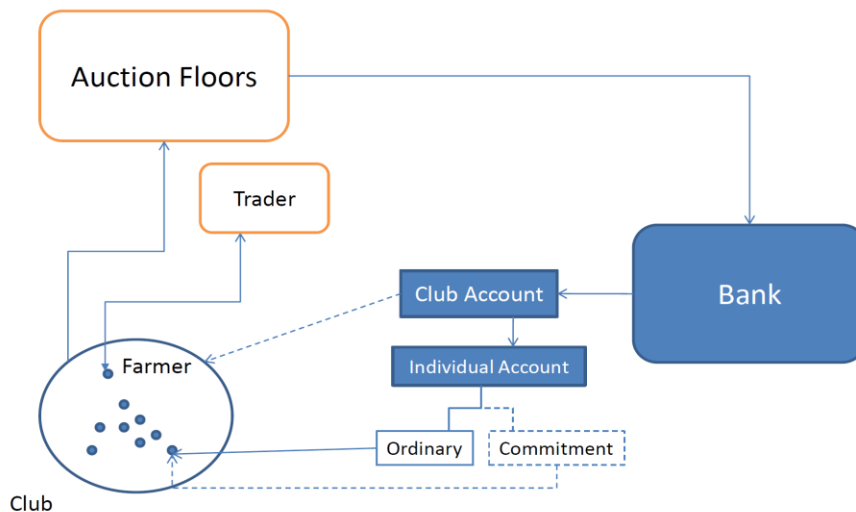 Auction Floors
Trader
Bank
Club Account
Farmer
Individual Account
Ordinary
Commitment
Club